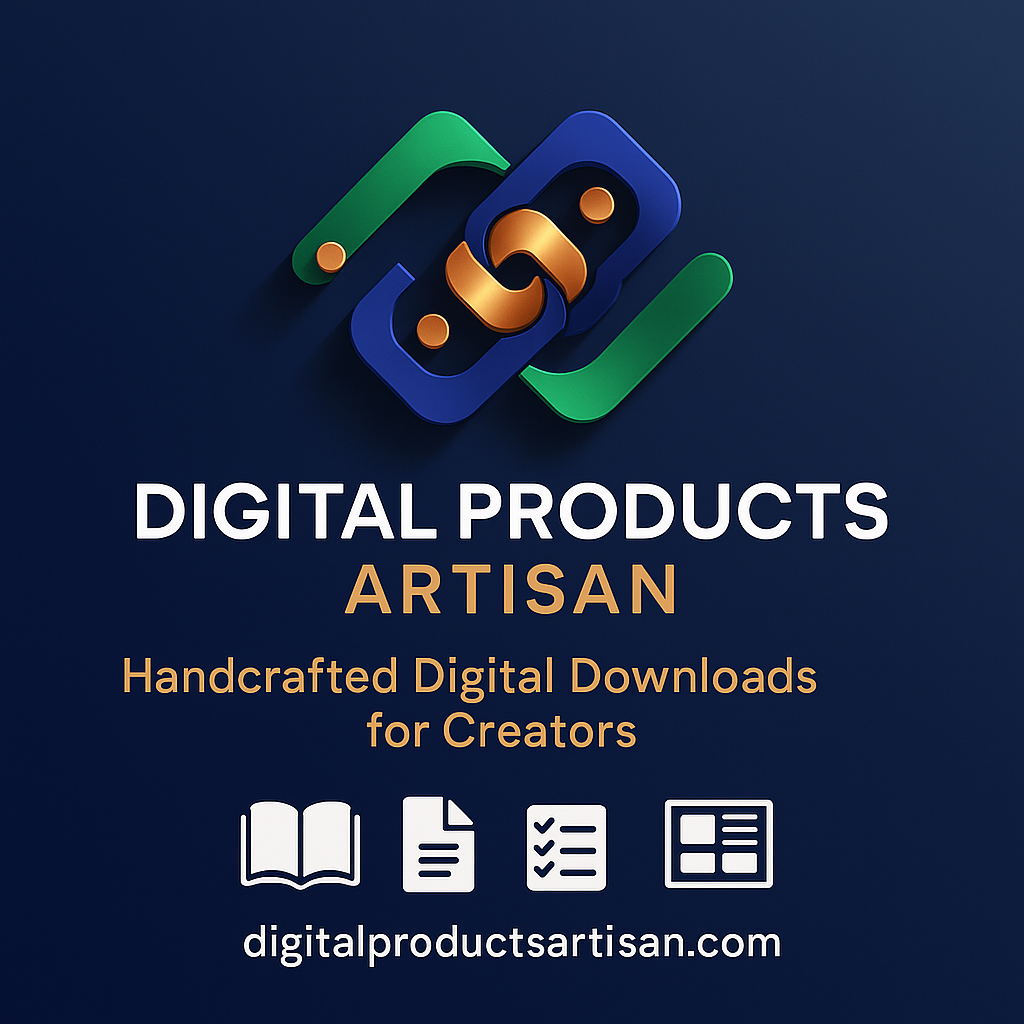 DIGITAL PRODUCTS
ARTISAN
Handcrafted Digital Downloads
for Creators
digitalproductsartisan.com